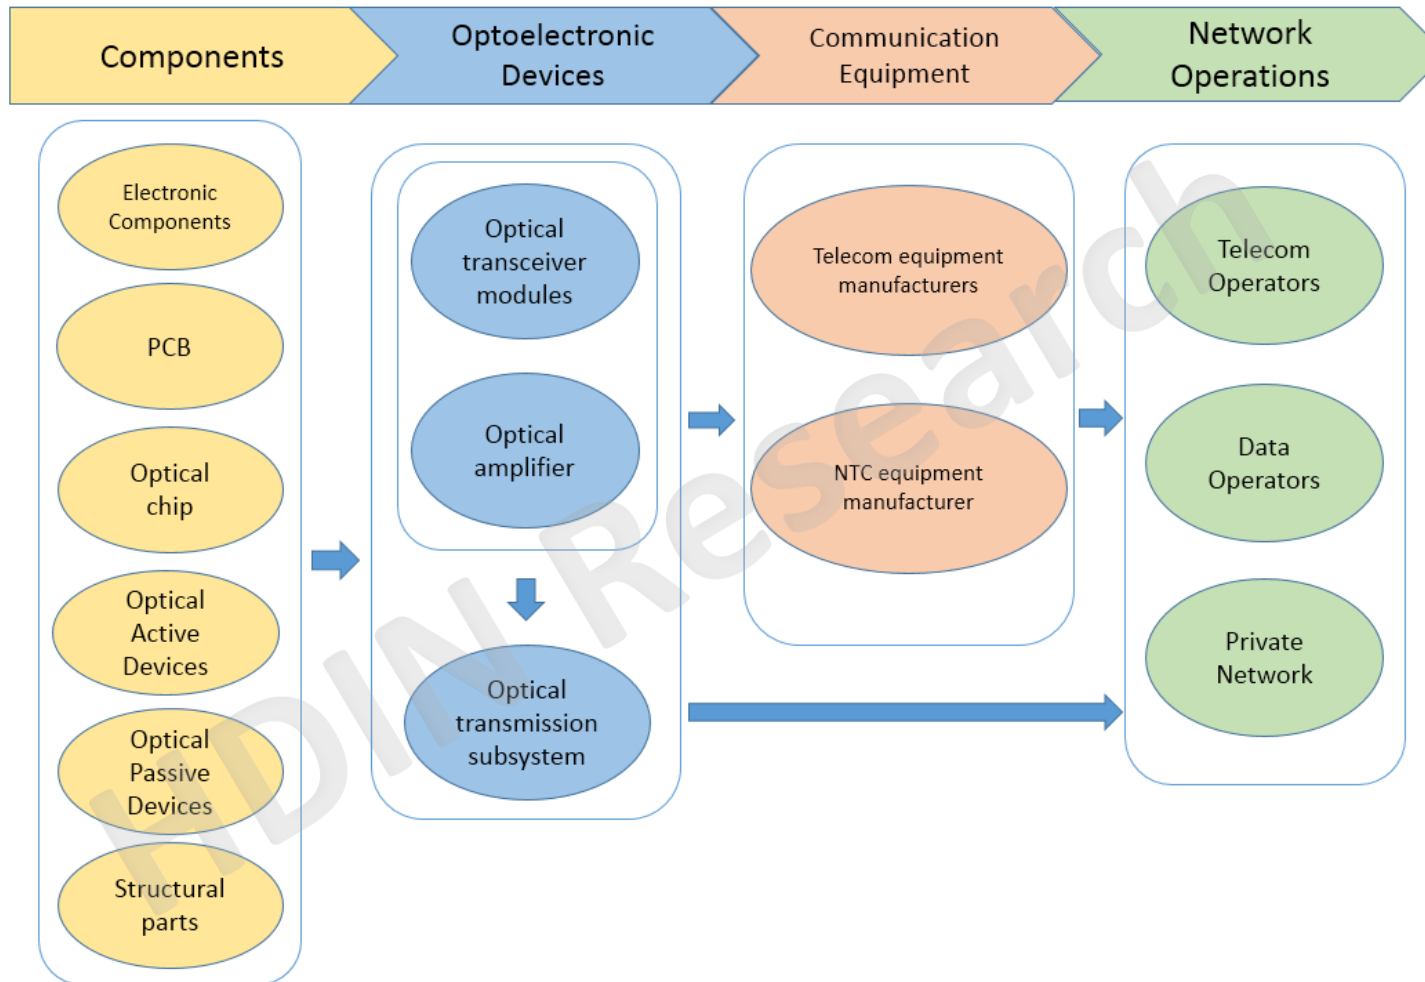 Components
Optoelectronic
Devices
Communication
Equipment
Network
Operations
Electronic
Components
PCB
Optical
chip
Optical
Active
Devices
Optical
Passive
Devices
Structural
parts
Optical
transceiver
modules
Optical
amplifier
Optical
transmission
subsystem
Telecom equipment
manufacturers
NTC equipment
manufacturer
Telecom
Operators
Data
Operators
Private
Network
HDIN Research